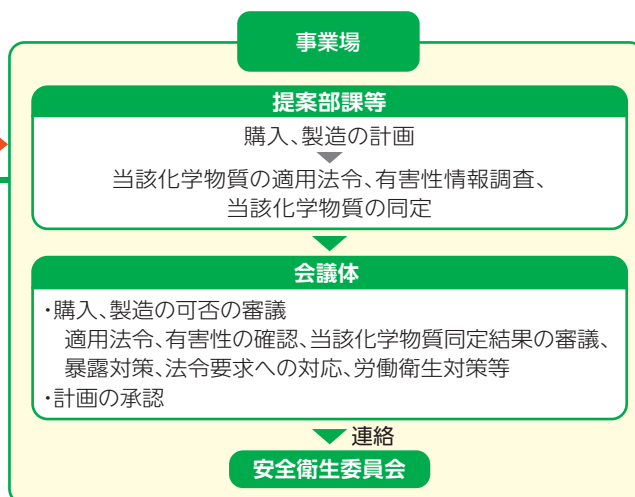 事業場
提案部課等
購入、製造の計画
当該化学物質の適用法令、有害性情報調査、
当該化学物質の同定
会議体
・購入、製造の可否の審議
適用法令、有害性の確認、当該化学物質同定結果の審議、
暴露対策、法令要求への対応、労働衛生対策等
・計画の承認
連絡
安全衛生委員会